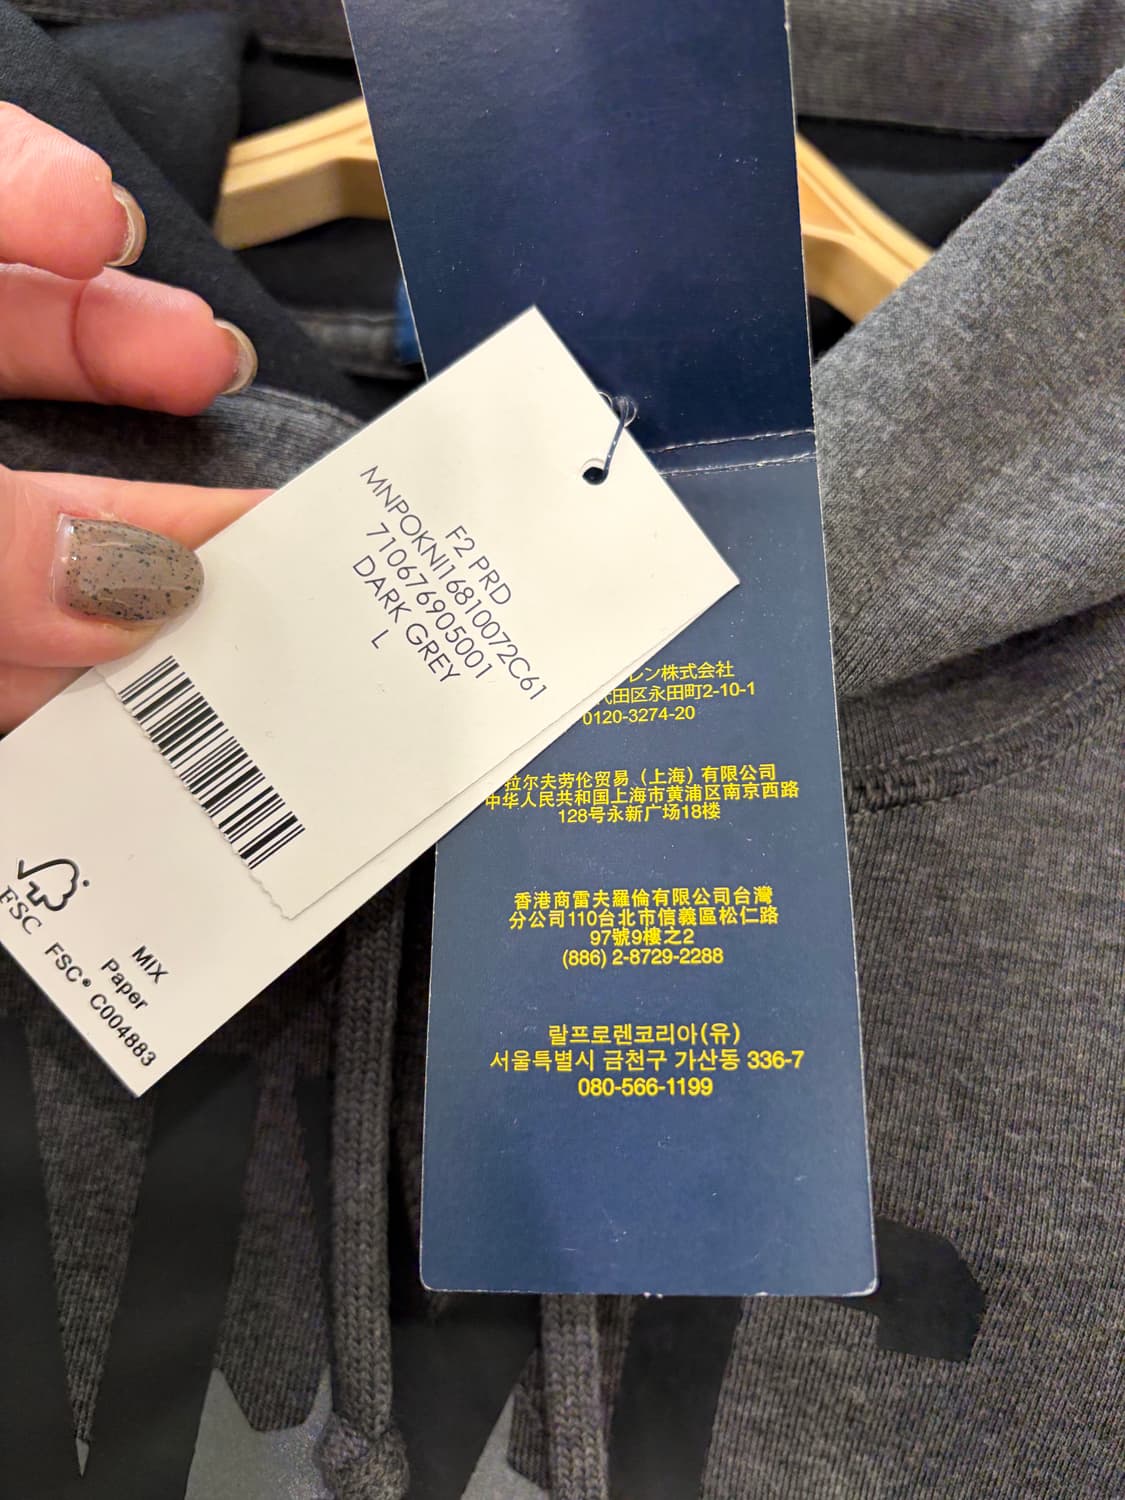 F2 PRD
MNPOKNI16810072C61
710676905001
DARK GREY
L
FSC
MIX
Paper
FSC® C004883
レン株式会社
代田区永田町2-10-1
0120-3274-20
拉尔夫劳伦贸易（上海）有限公司
中华人民共和国上海市黄浦区南京西路
128号永新广场18楼
香港商雷夫羅倫有限公司台灣
分公司110台北市信義區松仁路
97號9樓之2
(886) 2-8729-2288
랄프로렌코리아(유)
서울특별시 금천구 가산동 336-7
080-566-1199